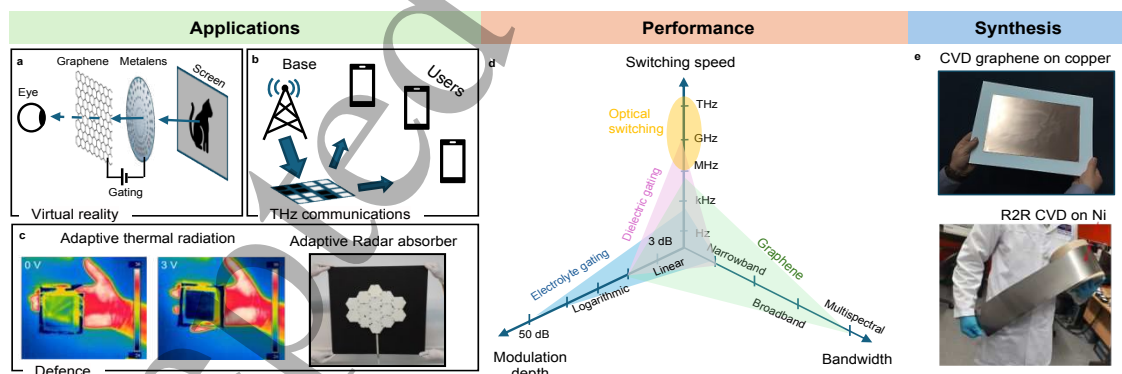 Applications
Performance
Synthesis
a
Graphene
Metalens
Screen
Eye
Gating
Virtual reality
b
Base
Users
THz communications
c
Adaptive thermal radiation
Adaptive Radar absorber
0 V
3 V
Defence
d
Switching speed
THz
Optical
switching
GHz
MHz
Dielectric gating
kHz
Hz
3 dB
Graphene
Narrowband
Electrolyte gating
Linear
Logarithmic
Broadband
Multispectral
50 dB
Modulation
depth
Bandwidth
e
CVD graphene on copper
R2R CVD on Ni